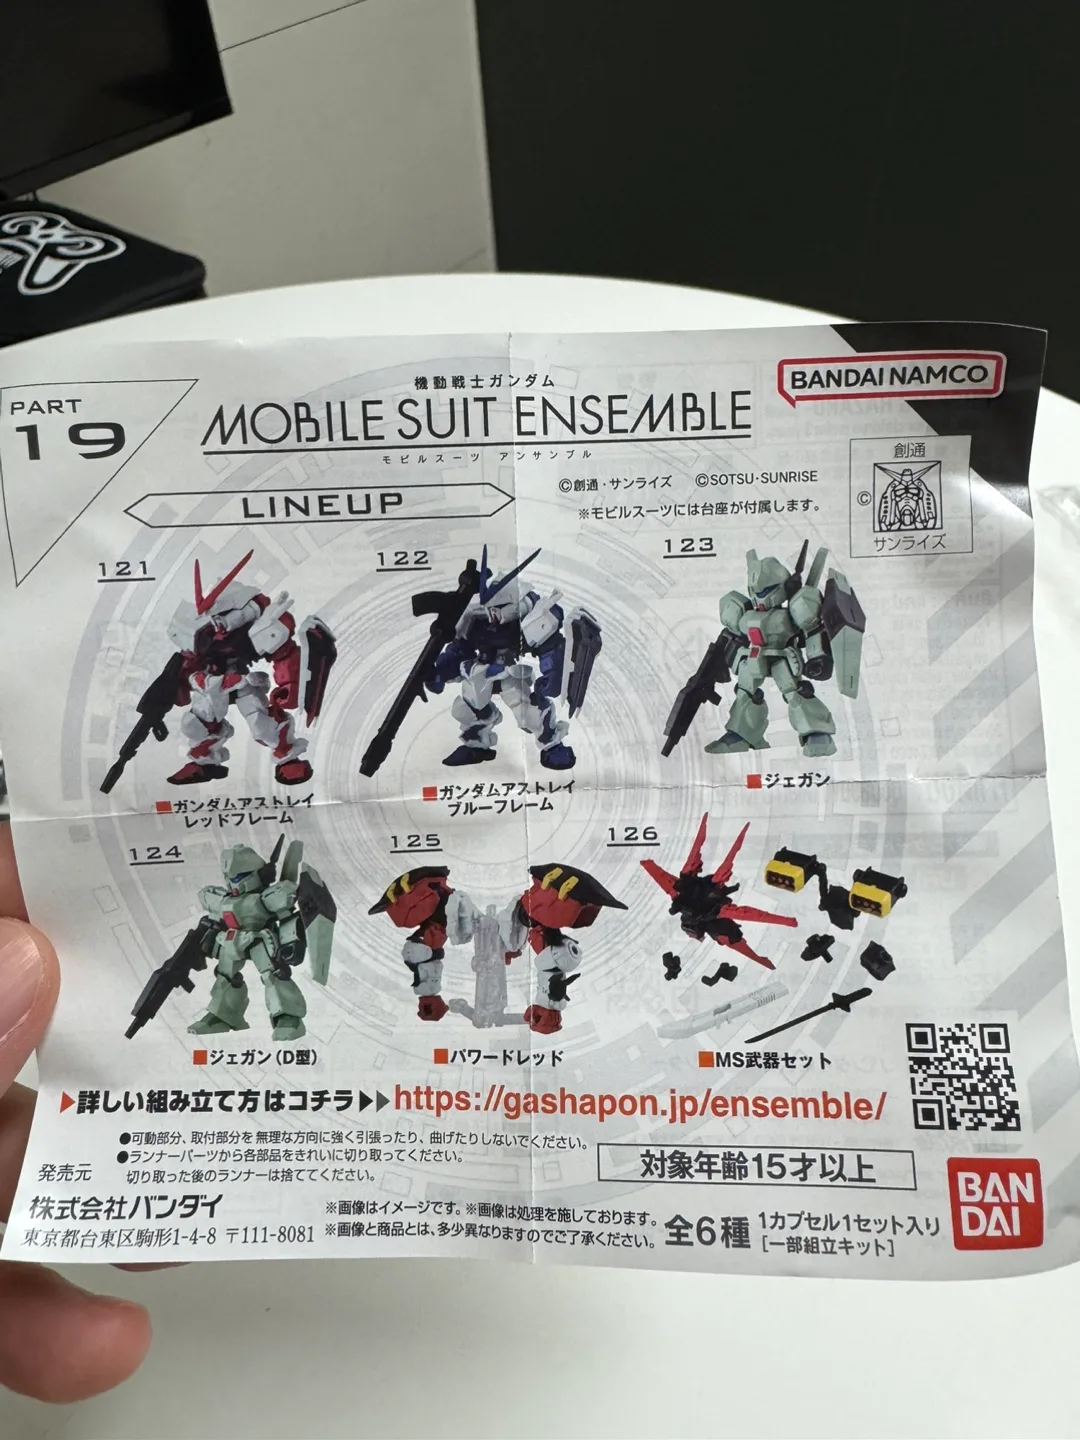 PART
19
機動戦士ガンダム
MOBILE SUIT ENSEMBLE
モビルスーツ アンサンブル
BANDAI NAMCO
LINEUP
©創通・サンライズ ©SOTSU・SUNRISE
※モビルスーツには台座が付属します。
創通
©
サンライズ
121
122
123
■ガンダムアストレイ
レッドフレーム
■ガンダムアストレイ
ブルーフレーム
■ジェガン
124
125
126
■ジェガン(D型)
■パワードレッド
■MS武器セット
▶詳しい組み立て方はコチラ▶▶https://gashapon.jp/ensemble/
●可動部分、取付部分を無理な方向に強く引張ったり、曲げたりしないでください。
●ランナーパーツから各部品をきれいに切り取ってください。
切り取った後のランナーは捨ててください。
対象年齢15才以上
発売元
株式会社バンダイ
東京都台東区駒形1-4-8 〒111-8081
※画像はイメージです。※画像は処理を施しております。
※画像と商品とは、多少異なりますのでご了承ください。
全6種
1カプセル1セット入り
[一部組立キット]
BAN
DAI